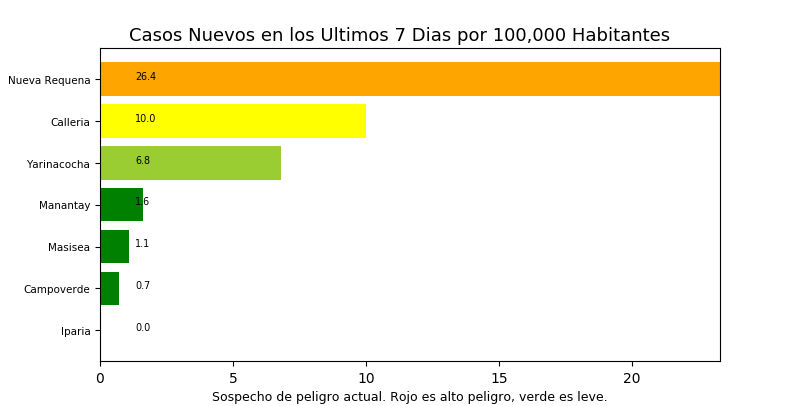 Casos Nuevos en los Ultimos 7 Dias por 100,000 Habitantes
Nueva Requena 26.4
Calleria 10.0
Yarinacocha 6.8
Manantay 1.6
Masisea 1.1
Campoverde 0.7
Iparia 0.0
0 5 10 15 20
Sospecho de peligro actual. Rojo es alto peligro, verde es leve.